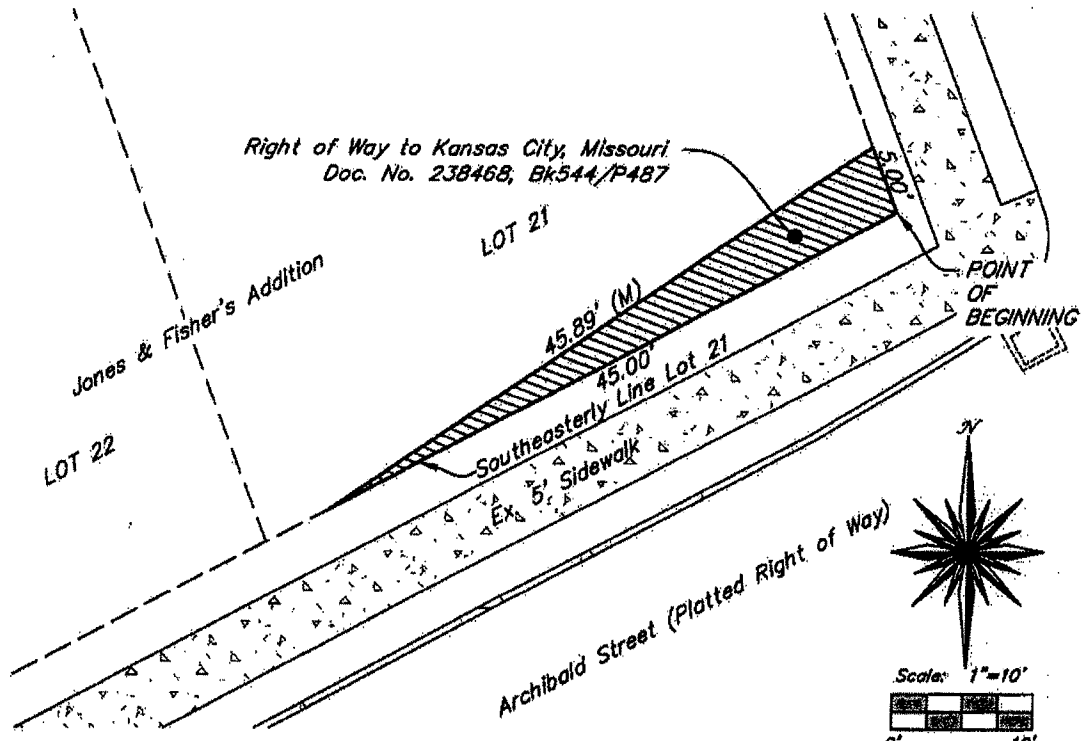 Right of Way to Kansas City, Missouri
Doc. No. 238468, Bk544/P487
5.00'
LOT 21
Jones & Fisher's Addition
45.89' (M)
45.00'
POINT
OF
BEGINNING
Southeasterly Line Lot 21
LOT 22
Ex. 5' Sidewalk
Archibald Street (Platted Right of Way)
N
Scale: 1"=10'
0' 10'